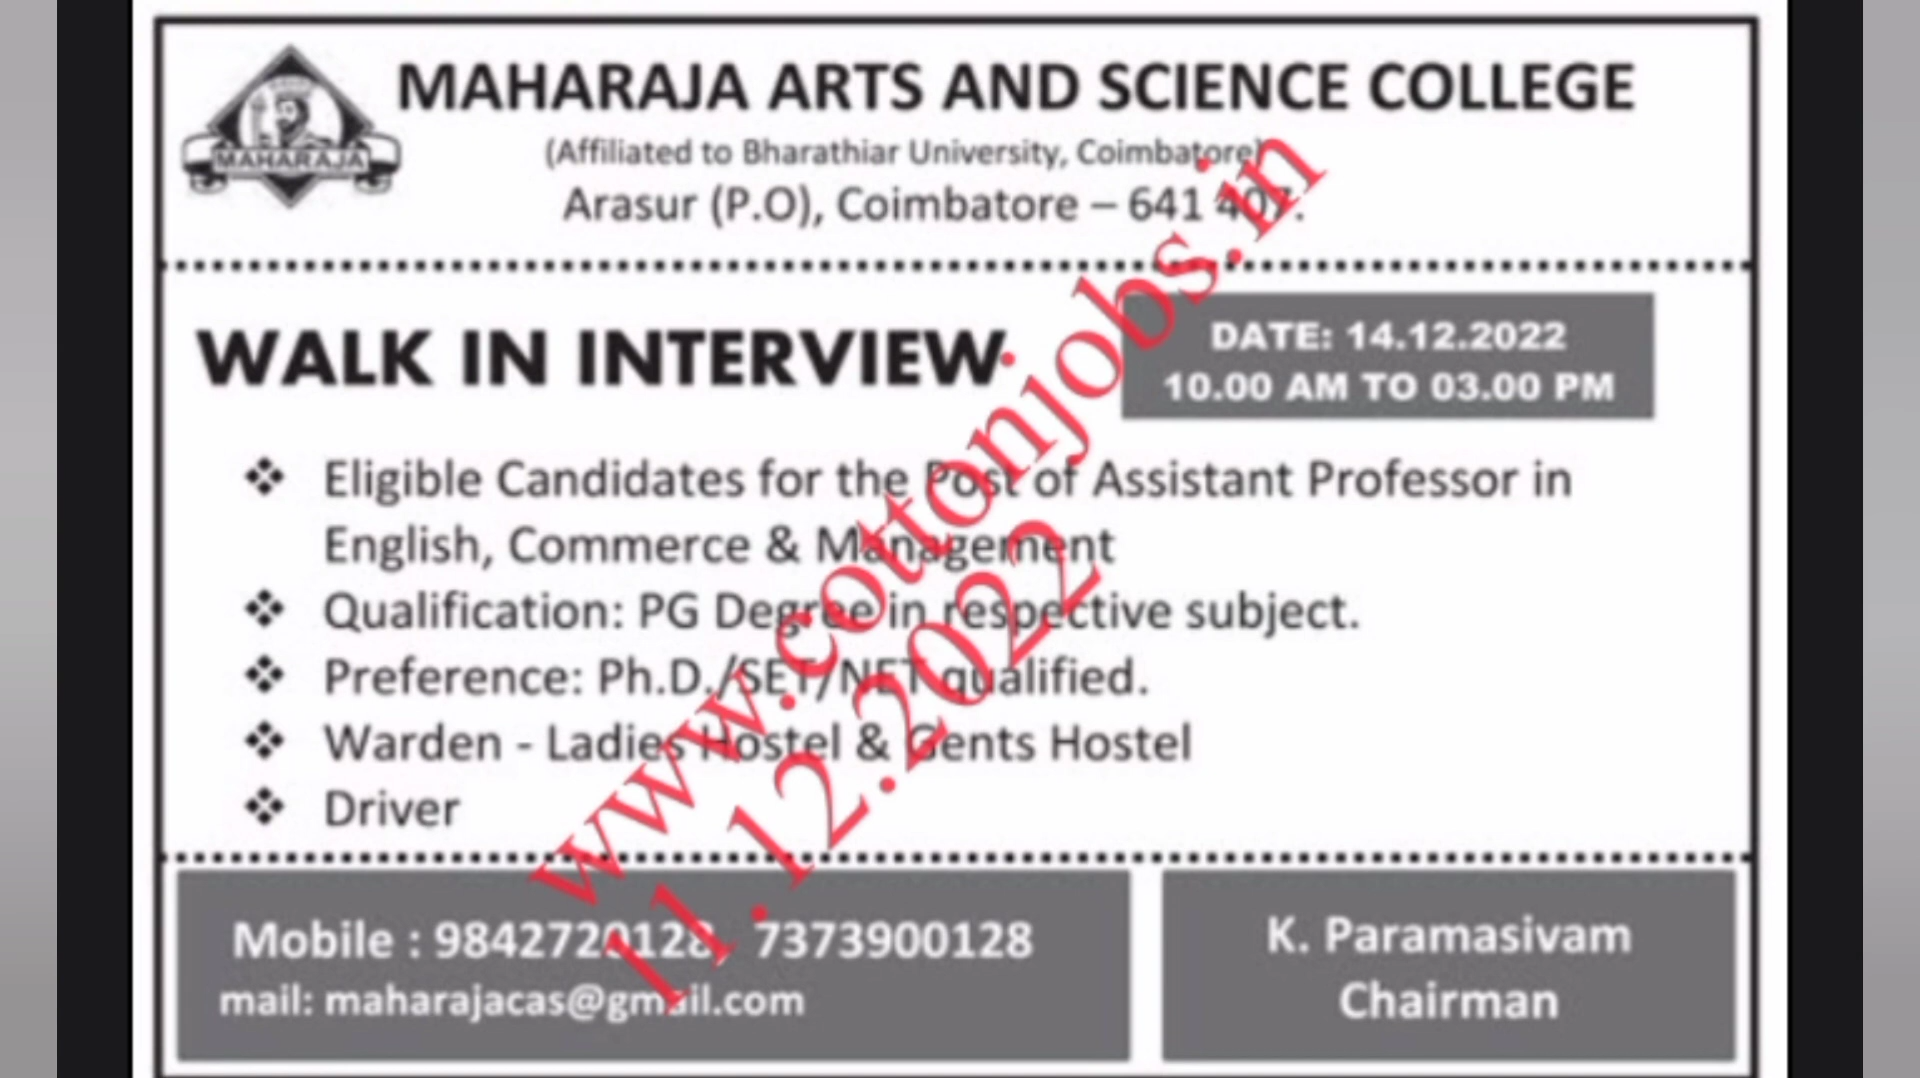 MAHARAJA ARTS AND SCIENCE COLLEGE
MAHARAJA
(Affiliated to Bharathiar University, Coimbatore)
Arasur (P.O), Coimbatore – 641 407.
WALK IN INTERVIEW
DATE: 14.12.2022
10.00 AM TO 03.00 PM
❖ Eligible Candidates for the Post of Assistant Professor in
English, Commerce & Management
❖ Qualification: PG Degree in respective subject.
❖ Preference: Ph.D./SET/NET qualified.
❖ Warden - Ladies Hostel & Gents Hostel
❖ Driver
www.cottonjobs.in
11.12.2022
Mobile : 9842720128, 7373900128
mail: maharajacas@gmail.com
K. Paramasivam
Chairman